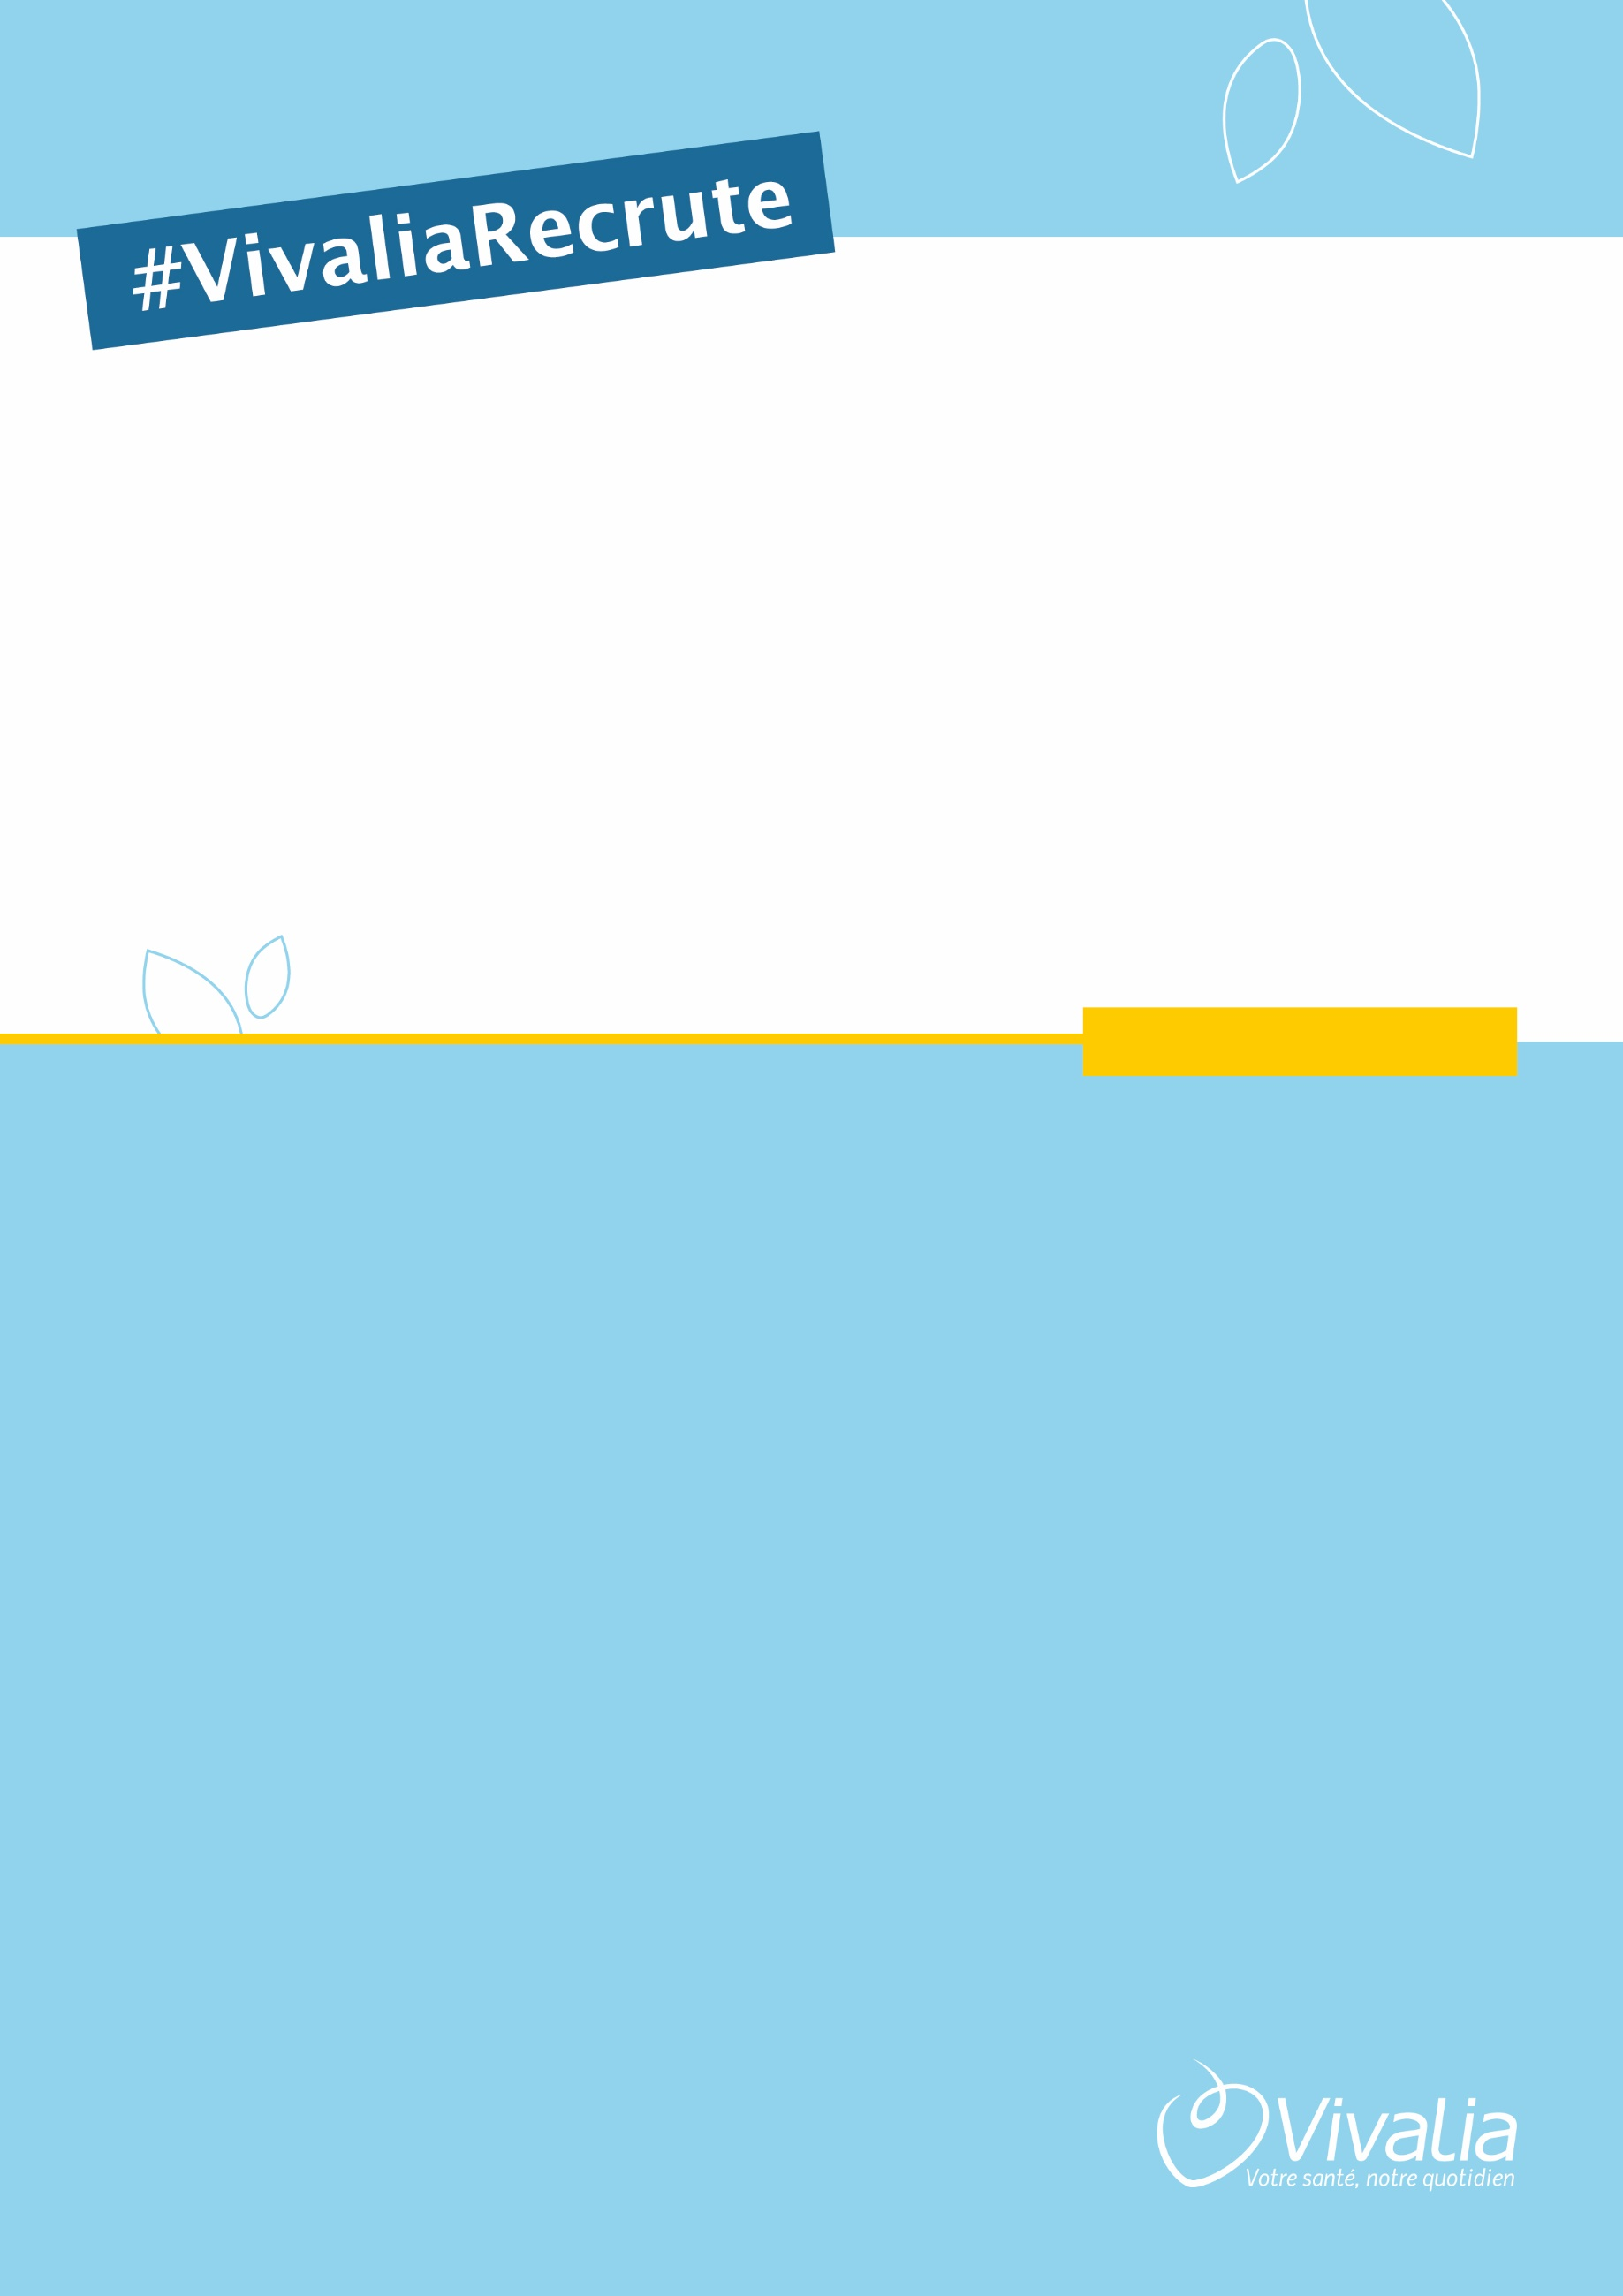 #VivaliaRecrute
Vivalia
Votre santé, notre quotidien